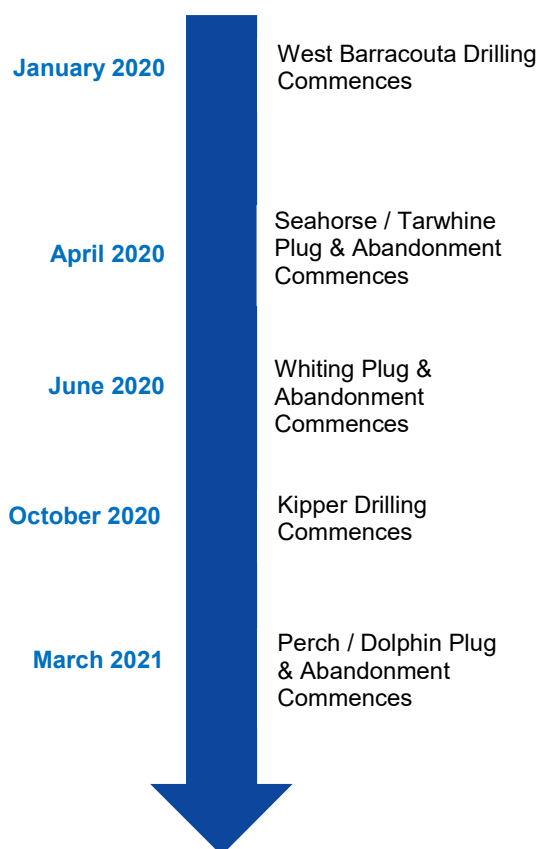 January 2020
West Barracouta Drilling
Commences
April 2020
Seahorse / Tarwhine
Plug & Abandonment
Commences
June 2020
Whiting Plug &
Abandonment
Commences
October 2020
Kipper Drilling
Commences
March 2021
Perch / Dolphin Plug
& Abandonment
Commences